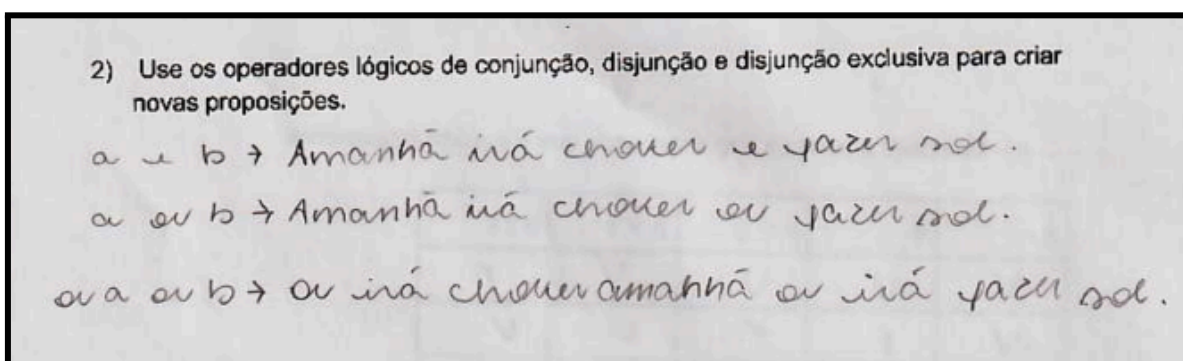 2) Use os operadores lógicos de conjunção, disjunção e disjunção exclusiva para criar
novas proposições.
a e b → Amanhã irá chover e fazer sol.
a ou b → Amanhã irá chover ou fazer sol.
ou a ou b → ou irá chover amanhã ou irá fazer sol.